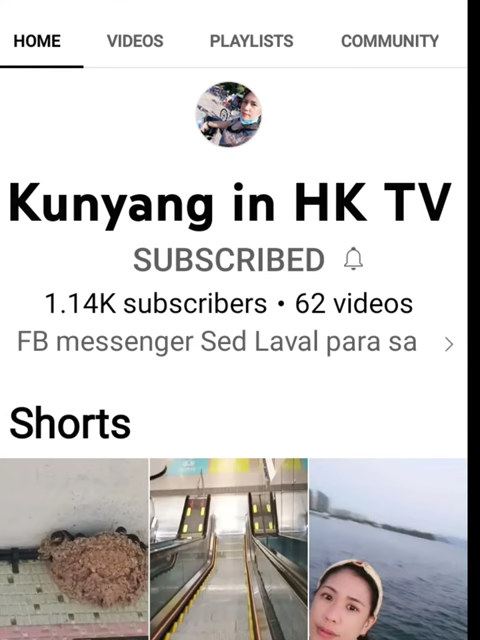 HOME VIDEOS PLAYLISTS COMMUNITY
Kunyang in HK TV
SUBSCRIBED
1.14K subscribers • 62 videos
FB messenger Sed Laval para sa
Shorts